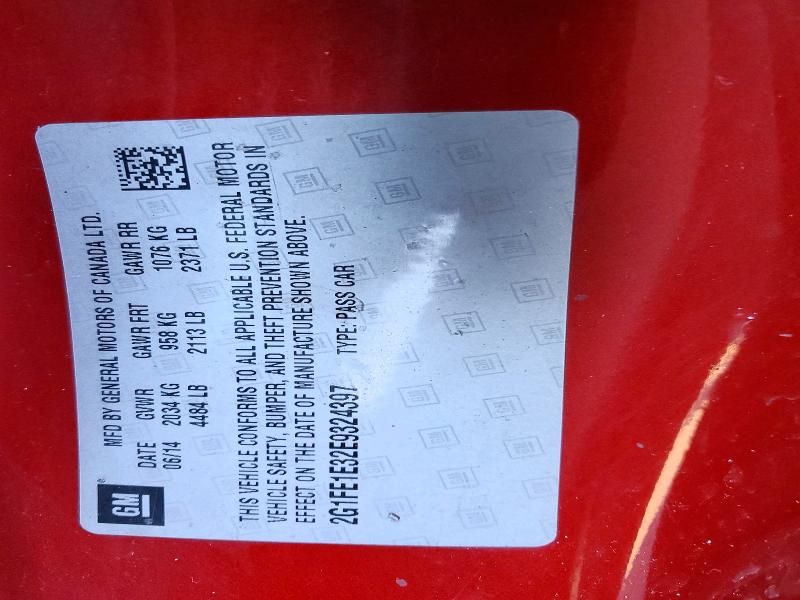 GM
MFD BY GENERAL MOTORS OF CANADA LTD.
DATE GVWR GAWR FRT GAWR RR
06/14 2034 KG 958 KG 1076 KG
4484 LB 2113 LB 2371 LB
THIS VEHICLE CONFORMS TO ALL APPLICABLE U.S. FEDERAL MOTOR
VEHICLE SAFETY, BUMPER, AND THEFT PREVENTION STANDARDS IN
EFFECT ON THE DATE OF MANUFACTURE SHOWN ABOVE.
2G1FE1E32E9324397 TYPE: PASS CAR